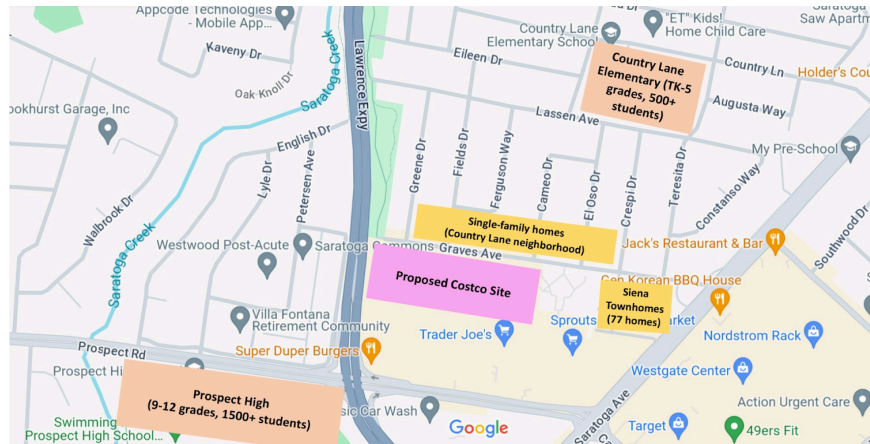 Appcode Technologies
- Mobile App...
Kaveny Dr
Oak Knoll Dr
Saratoga Creek
Lawrence Expy
Eileen Dr
Country Lane
Elementary School
"ET" Kids!
Home Child Care
Saratoga
Saw Apartm
Country Ln
Holder's Cou
Country Lane
Elementary (TK-5
grades, 500+
students)
Augusta Way
ookhurst Garage, Inc
English Dr
Lassen Ave
My Pre-School
Lyle Dr
Petersen Ave
Greene Dr
Fields Dr
Ferguson Way
Cameo Dr
El Oso Dr
Crespi Dr
Teresita Dr
Constanso Way
Southwood Dr
Walbrook Dr
Saratoga Creek
Westwood Post-Acute
Saratoga Commons
Graves Ave
Single-family homes
(Country Lane neighborhood)
Jack's Restaurant & Bar
Gen Korean BBQ House
Proposed Costco Site
Siena
Townhomes
(77 homes)
Villa Fontana
Retirement Community
Trader Joe's
Sprouts
Nordstrom Rack
Prospect Rd
Super Duper Burgers
Westgate Center
Prospect High
(9-12 grades, 1500+ students)
Saratoga Ave
Action Urgent Care
Car Wash
Google
Target
49ers Fit
Swimming
Prospect High School...